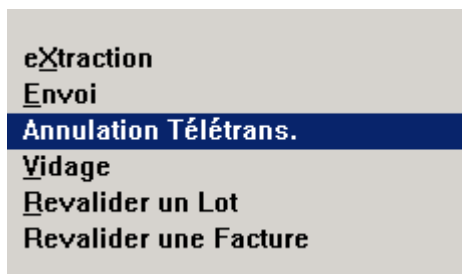 eXtraction
Envoi
Annulation Télétrans.
Vidage
Revalider un Lot
Revalider une Facture